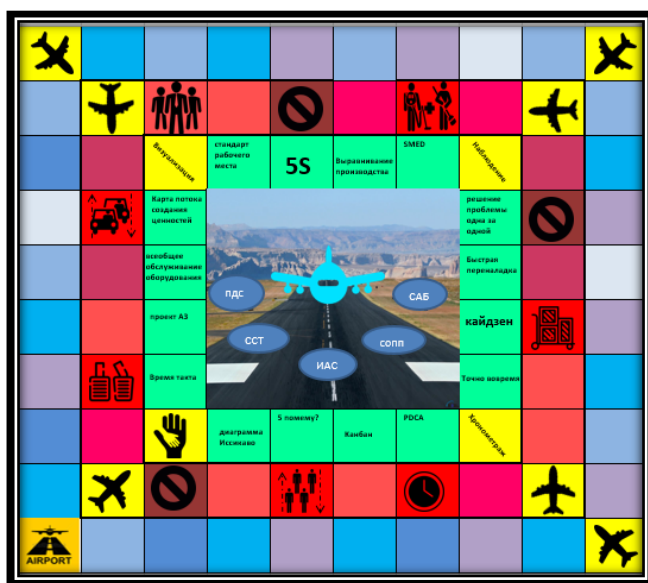 Визуализация
стандарт
рабочего
места
5S
Выравнивание
производства
SMED
Наблюдение
Карта потока
создания
ценностей
решение
проблемы
одна за
одной
всеобщее
обслуживание
оборудования
Быстрая
переналадка
ПДС
САБ
проект А3
ССТ
сопп
кайдзен
ИАС
Время такта
Точно вовремя
диаграмма
Иссикаво
5 помему?
Канбан
PDCA
Хронометраж
AIRPORT